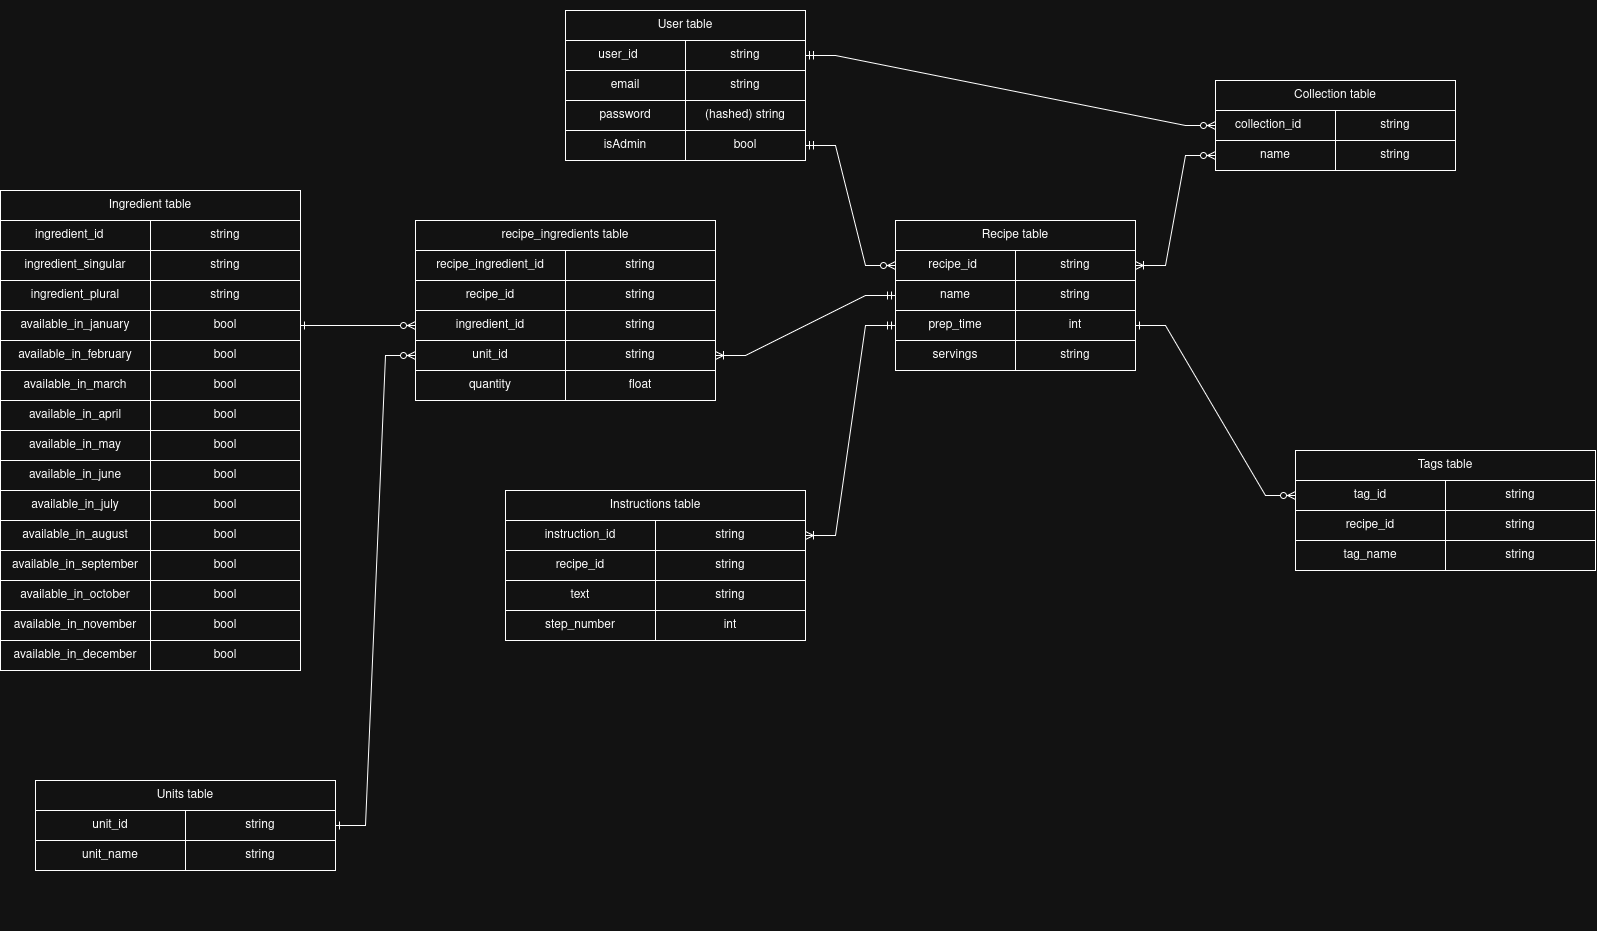 User table
user_id string
email string
password (hashed) string
isAdmin bool
Collection table
collection_id string
name string
Ingredient table
ingredient_id string
ingredient_singular string
ingredient_plural string
available_in_january bool
available_in_february bool
available_in_march bool
available_in_april bool
available_in_may bool
available_in_june bool
available_in_july bool
available_in_august bool
available_in_september bool
available_in_october bool
available_in_november bool
available_in_december bool
recipe_ingredients table
recipe_ingredient_id string
recipe_id string
ingredient_id string
unit_id string
quantity float
Recipe table
recipe_id string
name string
prep_time int
servings string
Instructions table
instruction_id string
recipe_id string
text string
step_number int
Tags table
tag_id string
recipe_id string
tag_name string
Units table
unit_id string
unit_name string